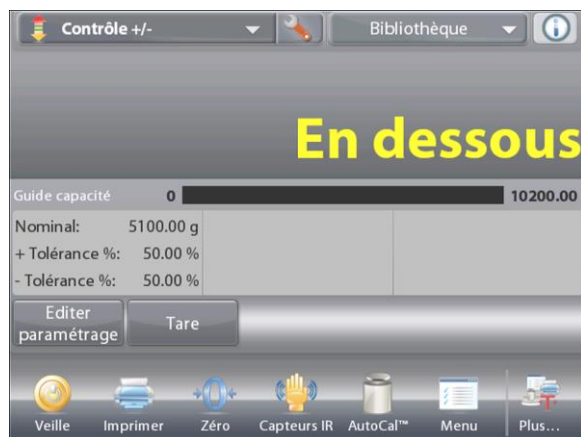 Contrôle +/-
Bibliothèque
En dessous
Guide capacité 0 10200.00
Nominal: 5100.00 g
+ Tolérance %: 50.00 %
- Tolérance %: 50.00 %
Editer
paramétrage
Tare
Veille Imprimer Zéro Capteurs IR AutoCal™ Menu Plus...